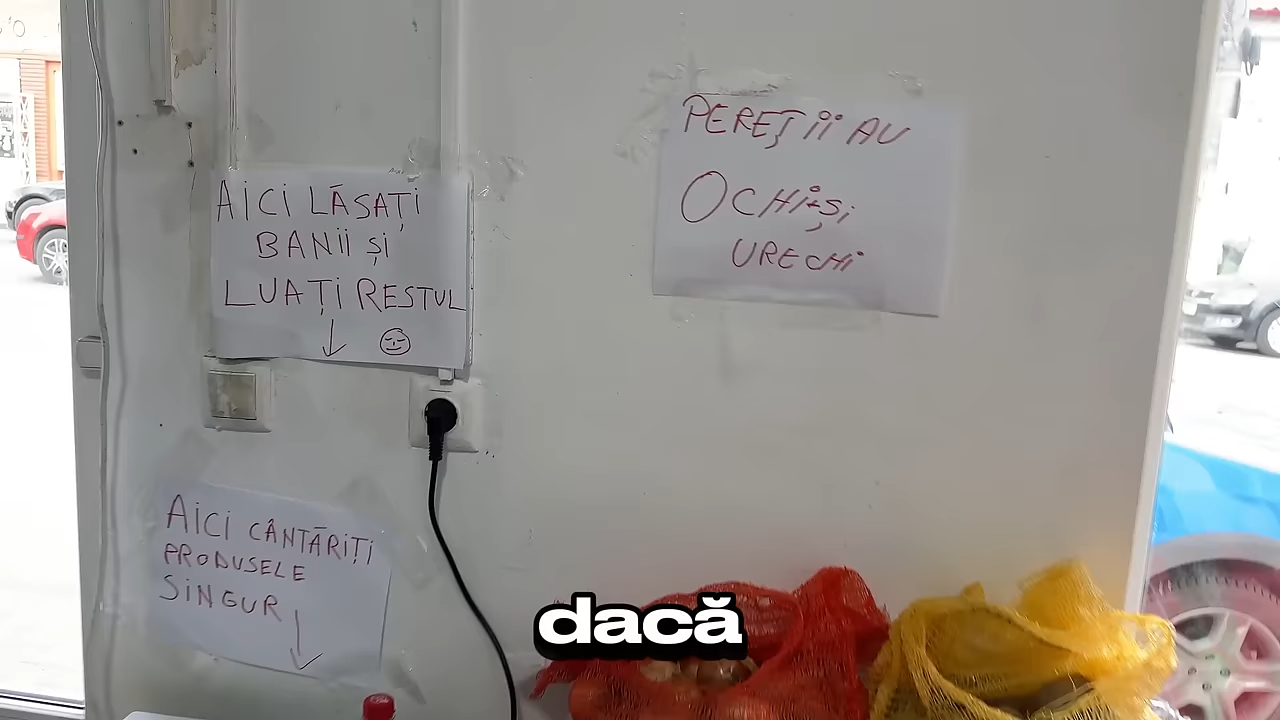 AICI LĂSAȚI
BANII ȘI
LUAȚI RESTUL
PEREȚII AU
OCHI ȘI
URECHI
AICI CÂNTĂRIȚI
PRODUSELE
SINGUR
dacă